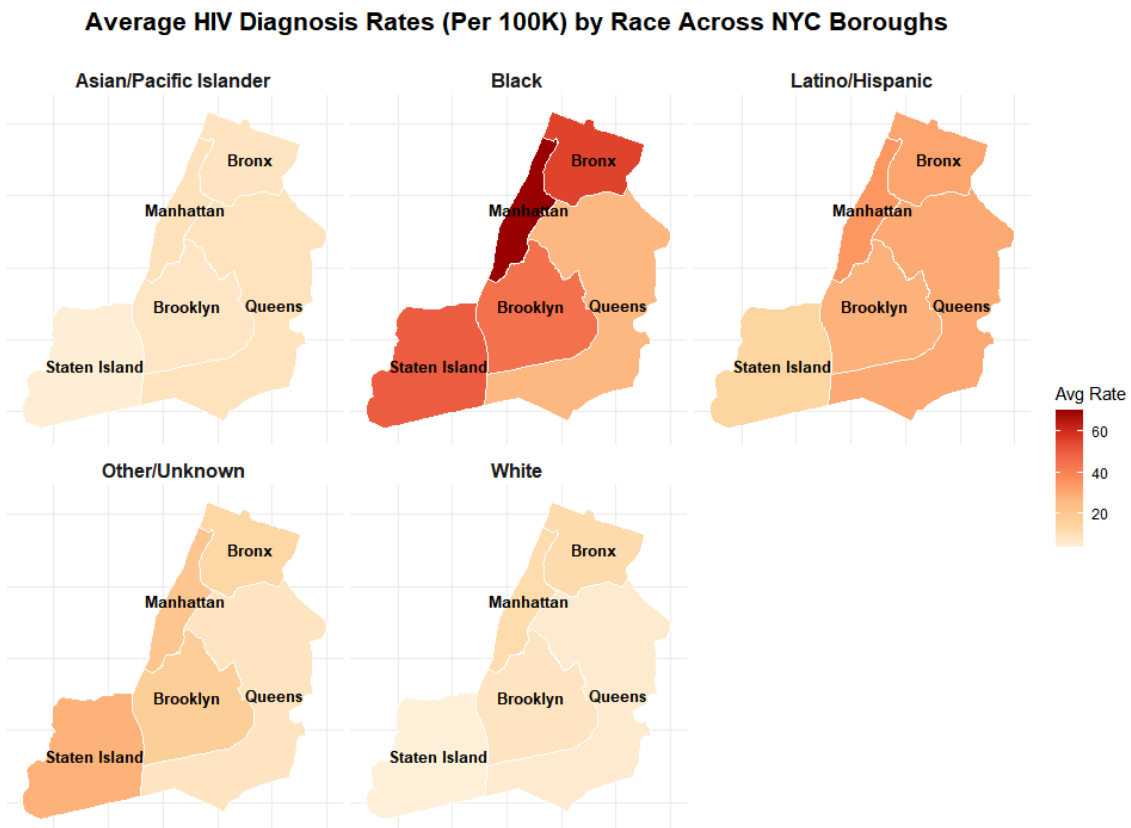 Average HIV Diagnosis Rates (Per 100K) by Race Across NYC Boroughs
Asian/Pacific Islander
Black
Latino/Hispanic
Bronx
Manhattan
Brooklyn
Queens
Staten Island
Bronx
Manhattan
Brooklyn
Queens
Staten Island
Bronx
Manhattan
Brooklyn
Queens
Staten Island
Avg Rate
60
40
20
Other/Unknown
White
Bronx
Manhattan
Brooklyn
Queens
Staten Island
Bronx
Manhattan
Brooklyn
Queens
Staten Island